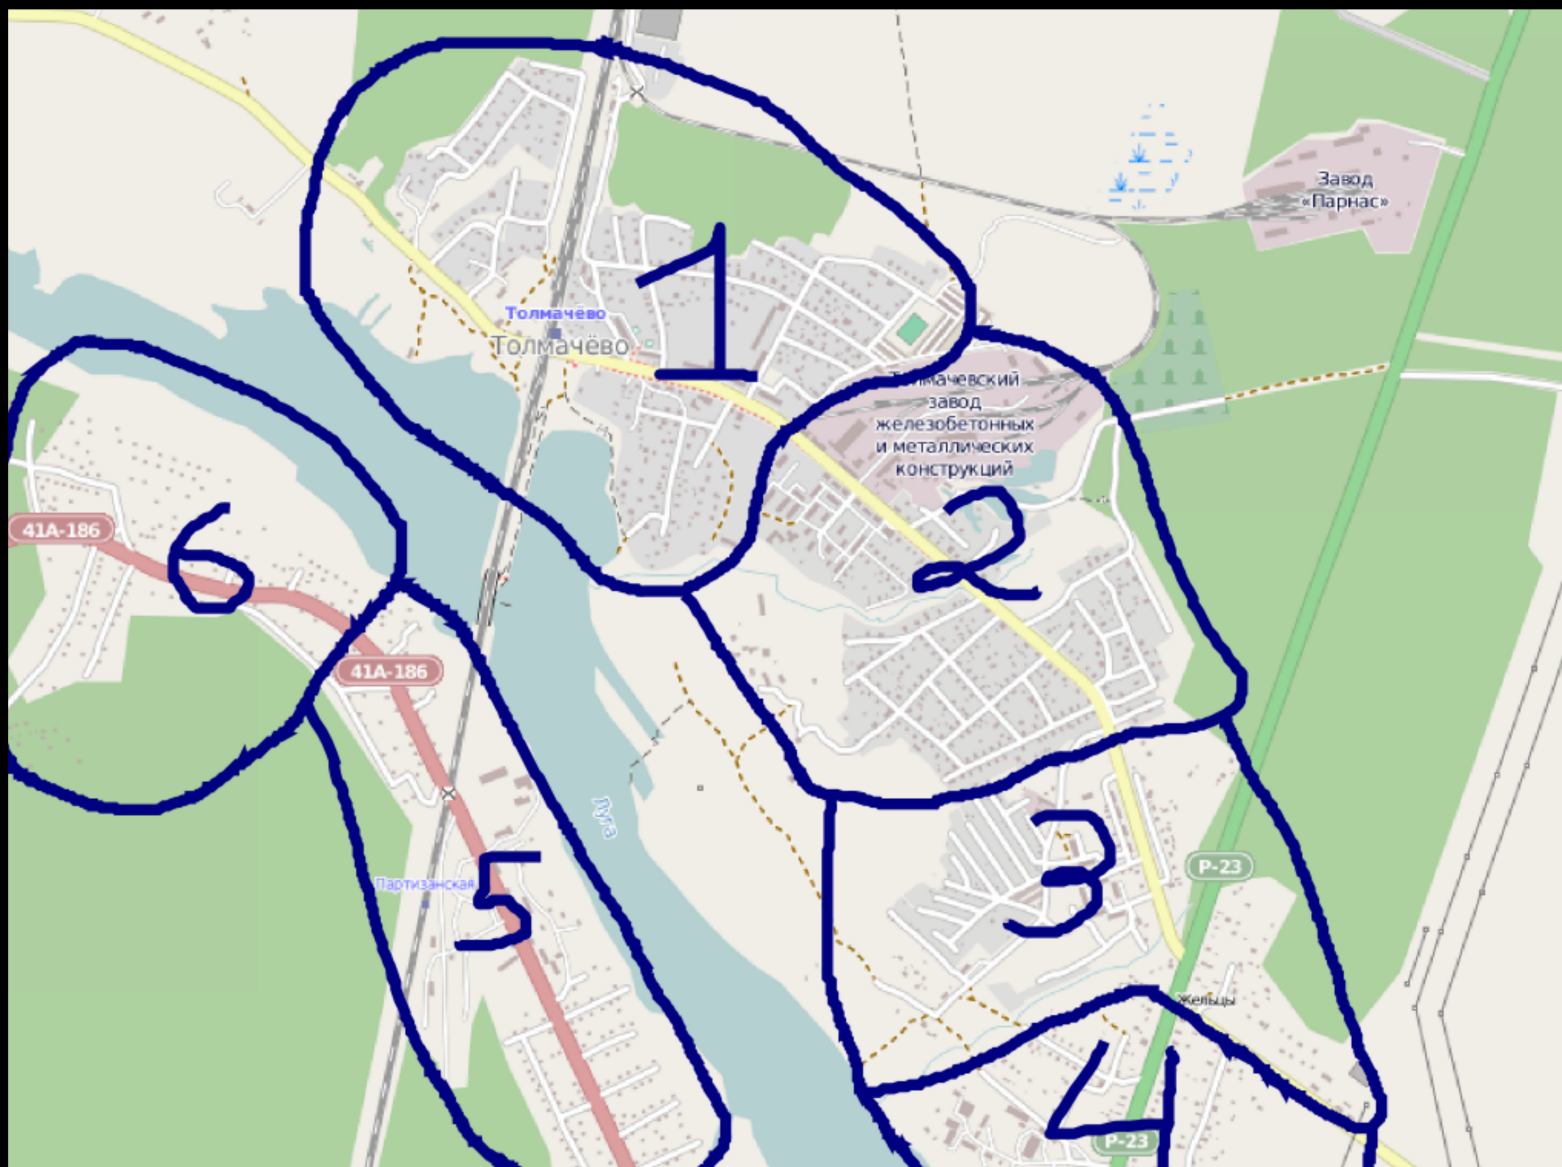 Завод
«Парнас»
1
Толмачёво
Толмачёво
Толмачевский
завод
железобетонных
и металлических
конструкций
2
41А-186
6
41А-186
Луга
3
Р-23
5
Партизанская
Жельцы
4
Р-23